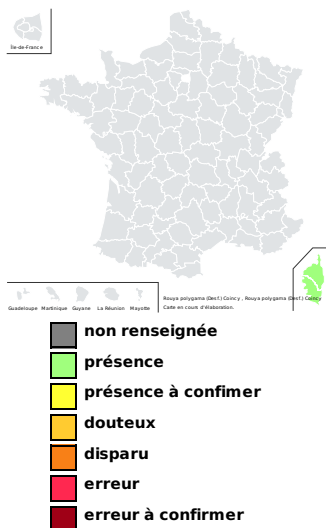 Île-de-France
Guadeloupe Martinique Guyane La Réunion Mayotte
Rouya polygama (Desf.) Coincy , Rouya polygama (Desf.) Coincy
Carte en cours d'élaboration.
non renseignée
présence
présence à confimer
douteux
disparu
erreur
erreur à confirmer